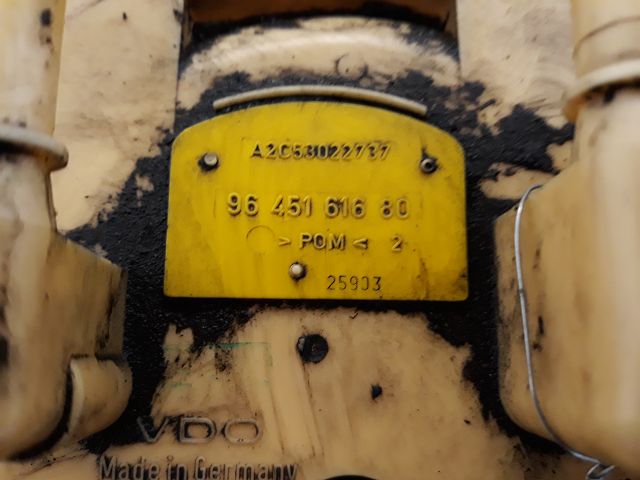 A2C53022737
96 451 616 80
> POM < 2
25903
VDO
Made in Germany